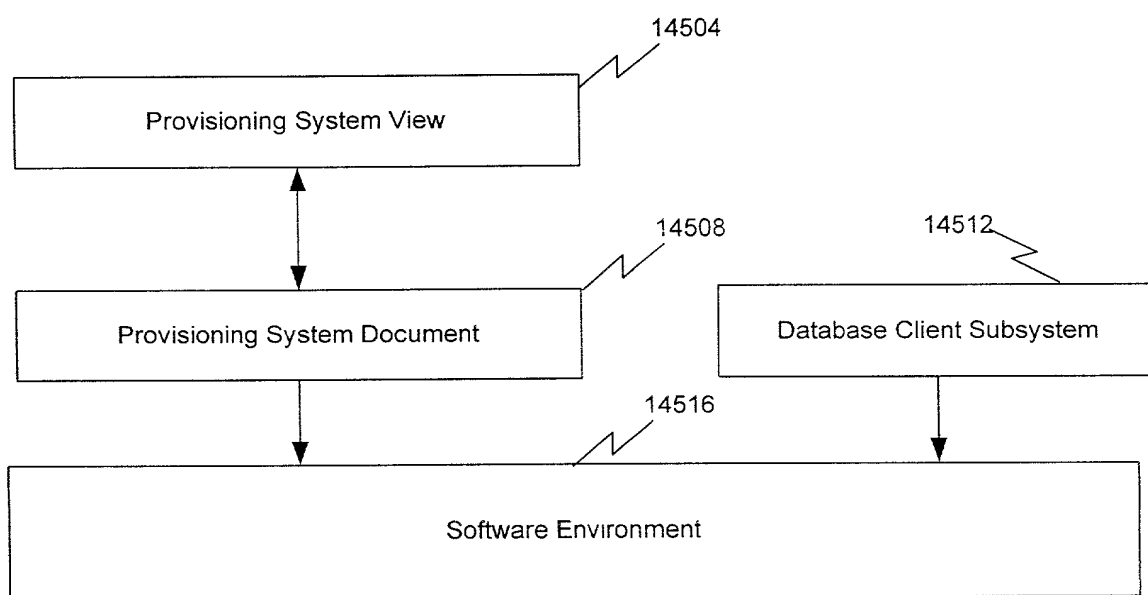 14504
Provisioning System View
14508
14512
Provisioning System Document
Database Client Subsystem
14516
Software Environment